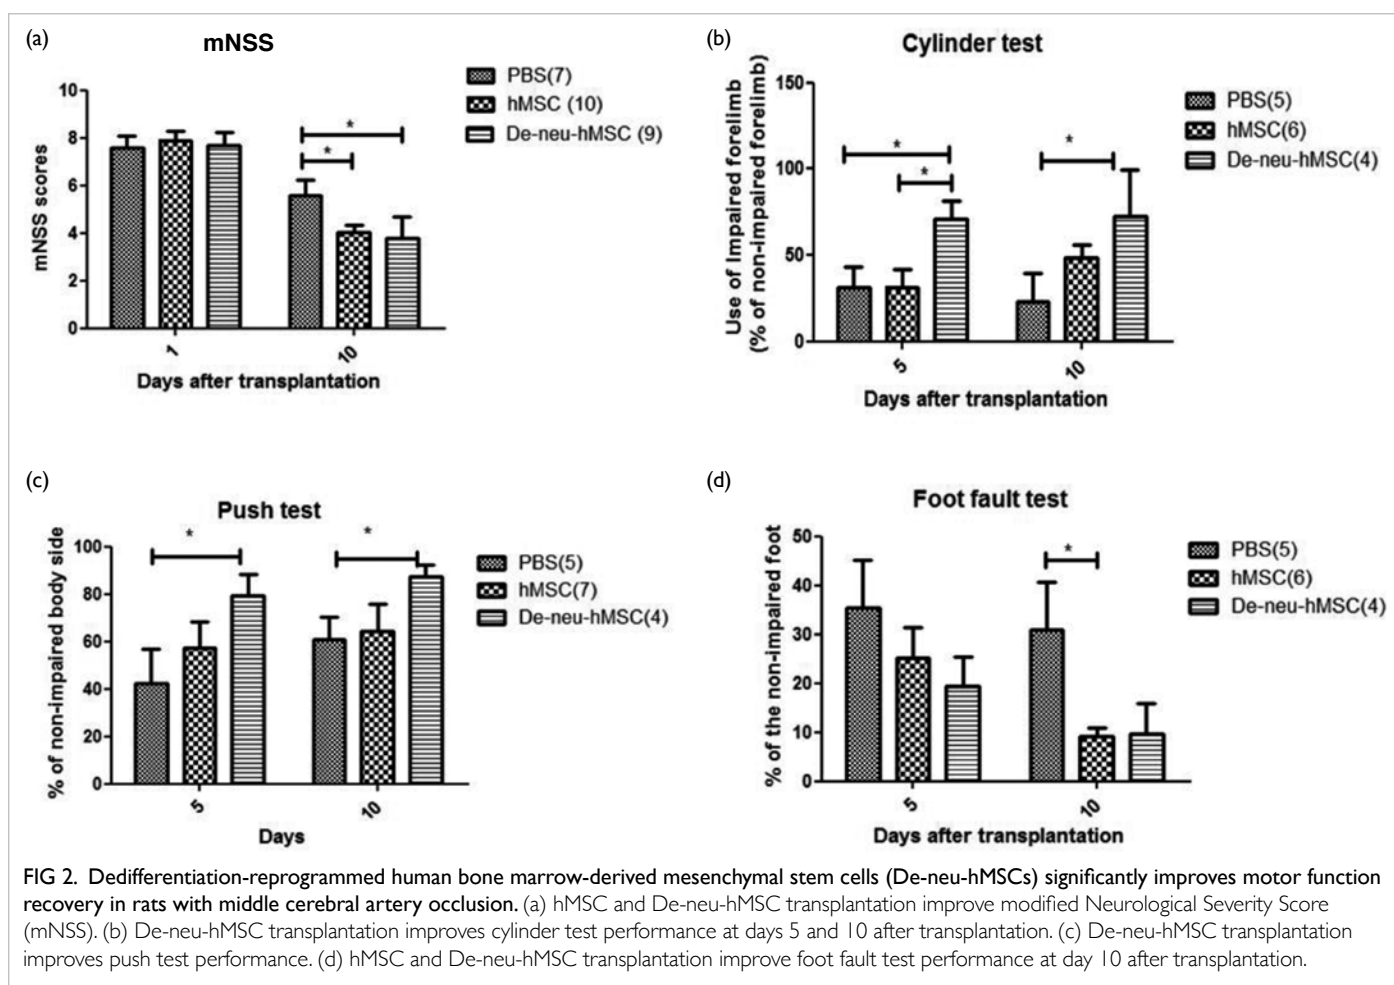 (a)
mNSS
PBS(7)
hMSC (10)
De-neu-hMSC (9)
mNSS scores
10
8
6
4
2
0
*
*
1
10
Days after transplantation
(b)
Cylinder test
PBS(5)
hMSC(6)
De-neu-hMSC(4)
Use of Impaired forelimb
(% of non-impaired forelimb)
150
100
50
0
*
*
*
5
10
Days after transplantation
(c)
Push test
PBS(5)
hMSC(7)
De-neu-hMSC(4)
% of non-impaired body side
100
80
60
40
20
0
*
*
5
10
Days
(d)
Foot fault test
PBS(5)
hMSC(6)
De-neu-hMSC(4)
% of the non-impaired foot
50
40
30
20
10
0
*
5
10
Days after transplantation
FIG 2. Dedifferentiation-reprogrammed human bone marrow-derived mesenchymal stem cells (De-neu-hMSCs) significantly improves motor function
recovery in rats with middle cerebral artery occlusion. (a) hMSC and De-neu-hMSC transplantation improve modified Neurological Severity Score
(mNSS). (b) De-neu-hMSC transplantation improves cylinder test performance at days 5 and 10 after transplantation. (c) De-neu-hMSC transplantation
improves push test performance. (d) hMSC and De-neu-hMSC transplantation improve foot fault test performance at day 10 after transplantation.